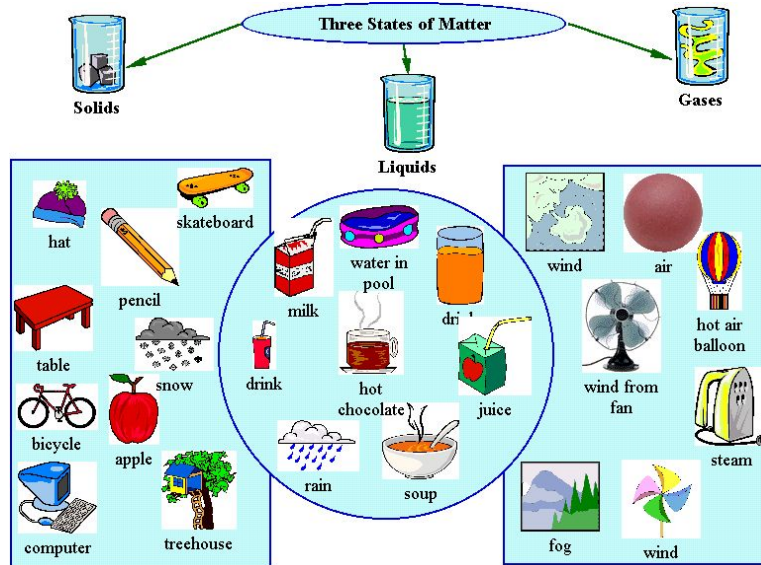 Three States of Matter
Solids
Liquids
Gases
hat
skateboard
pencil
table
snow
bicycle
apple
computer
treehouse
milk
water in
pool
drink
drink
hot
chocolate
juice
rain
soup
wind
air
hot air
balloon
wind from
fan
steam
fog
wind